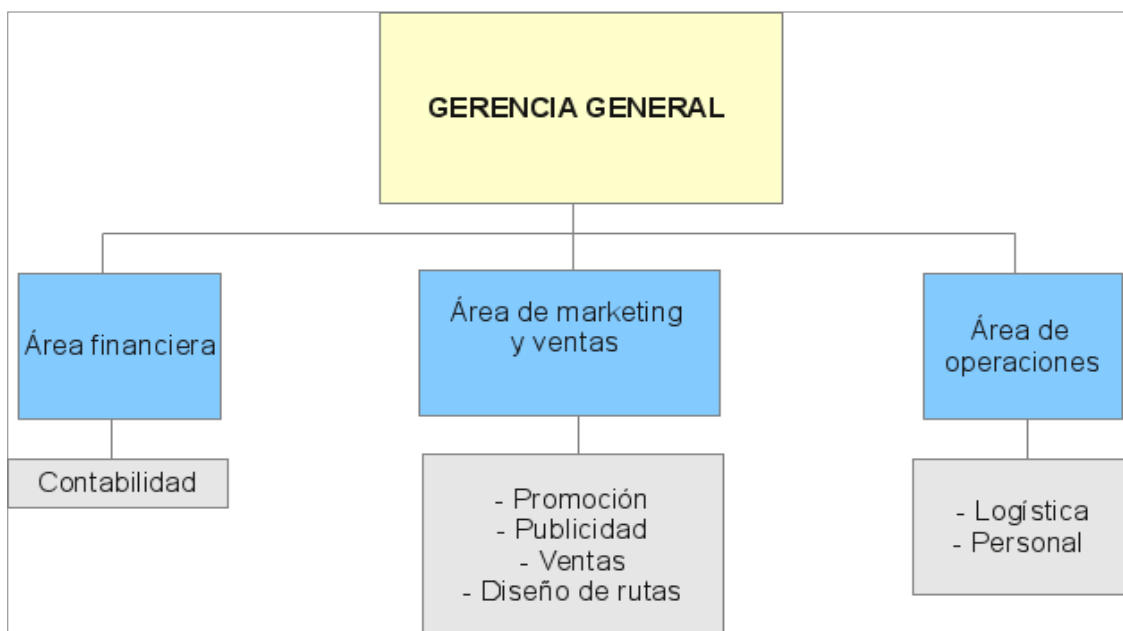 GERENCIA GENERAL
Área financiera
Área de marketing
y ventas
Área de
operaciones
Contabilidad
- Promoción
- Publicidad
- Ventas
- Diseño de rutas
- Logística
- Personal